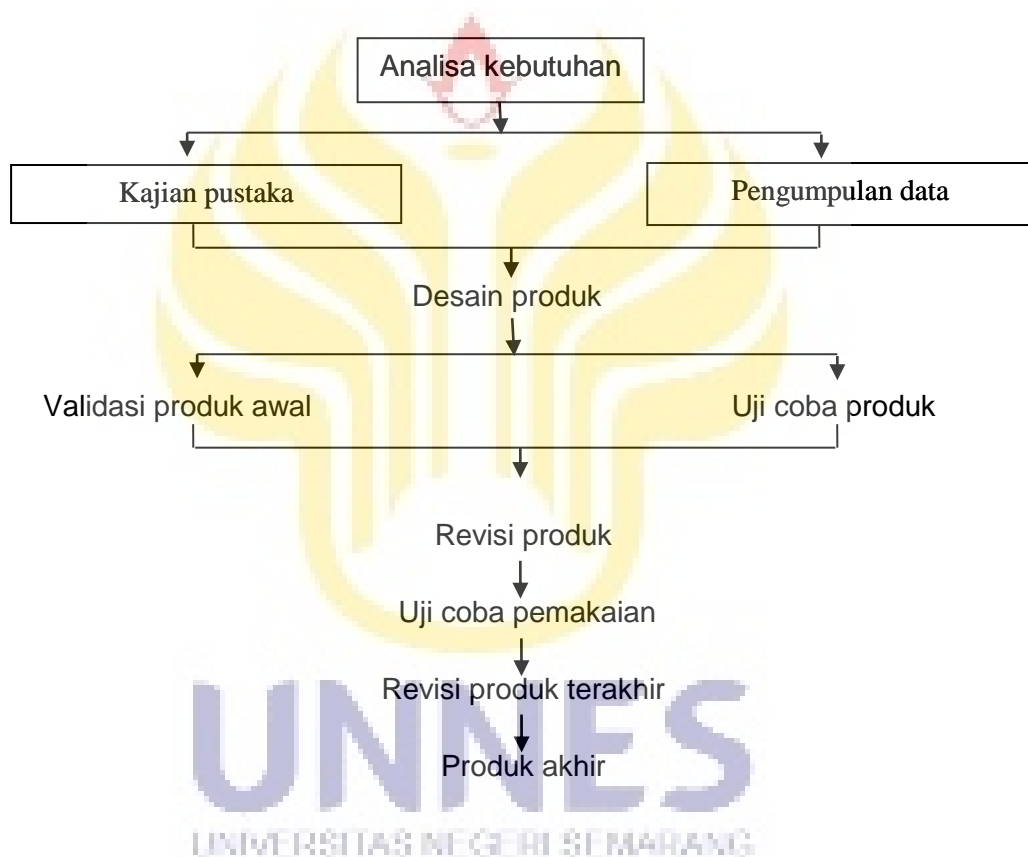 Analisa kebutuhan
Kajian pustaka
Pengumpulan data
Desain produk
Validasi produk awal
Uji coba produk
Revisi produk
Uji coba pemakaian
Revisi produk terakhir
Produk akhir
UNNES
UNIVERSITAS NEGERI SEMARANG